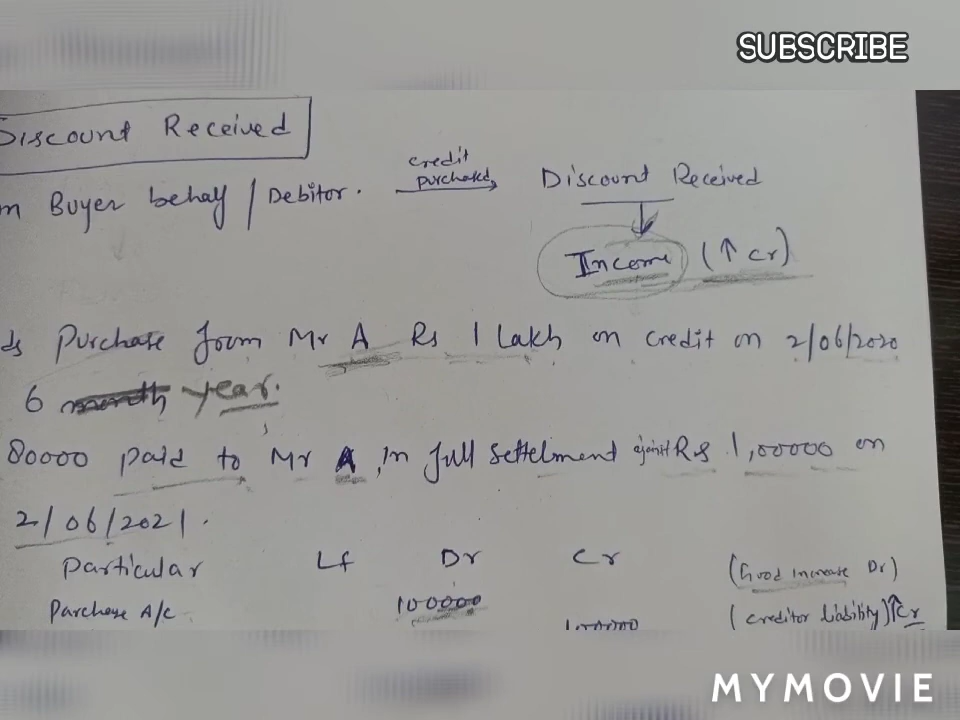 SUBSCRIBE
Discount Received
m Buyer behalf / Debitor. credit purchased Discount Received
Income (↑ cr)
ds Purchase from Mr A Rs 1 Lakh on credit on 2/06/2020
6 month year.
80000 paid to Mr A, in full settelment against Rs 1,00000 on
2/06/2021.
Particular Lf Dr Cr (Good increase Dr)
Parchese A/c 100000 (creditor liability)↑Cr
MYMOVIE